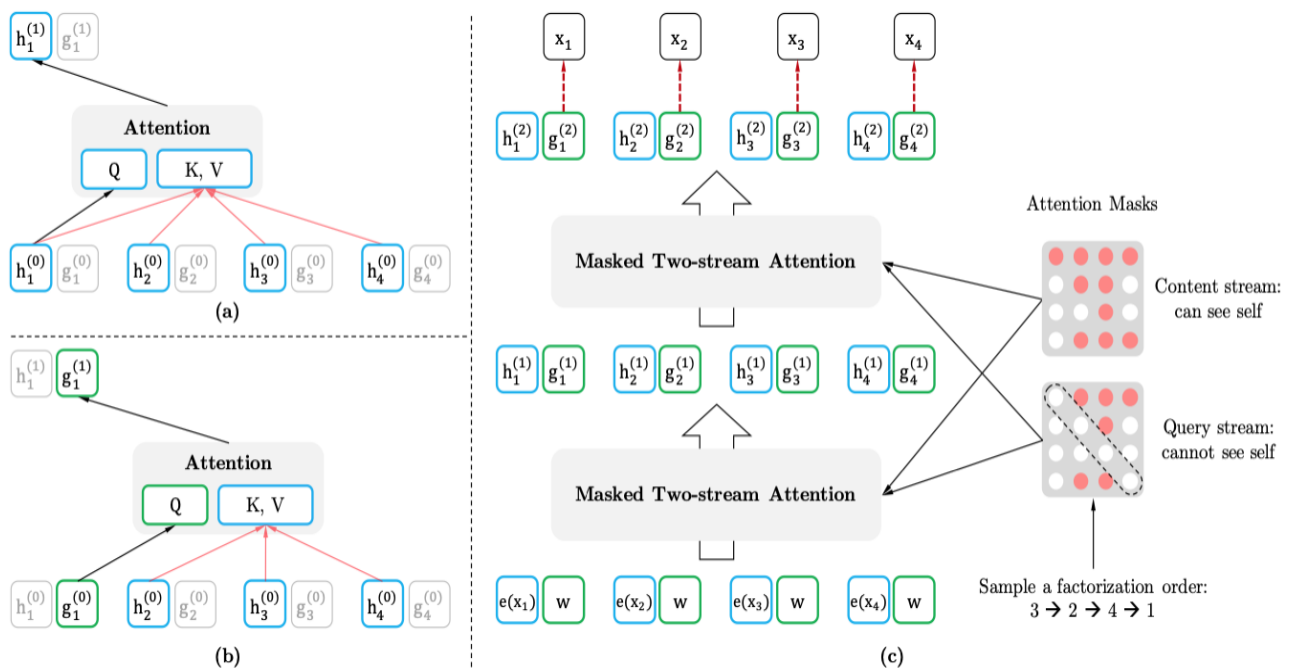 h₁⁽¹⁾ g₁⁽¹⁾
Attention
Q K, V
h₁⁽⁰⁾ g₁⁽⁰⁾ h₂⁽⁰⁾ g₂⁽⁰⁾ h₃⁽⁰⁾ g₃⁽⁰⁾ h₄⁽⁰⁾ g₄⁽⁰⁾
(a)
h₁⁽¹⁾ g₁⁽¹⁾
Attention
Q K, V
h₁⁽⁰⁾ g₁⁽⁰⁾ h₂⁽⁰⁾ g₂⁽⁰⁾ h₃⁽⁰⁾ g₃⁽⁰⁾ h₄⁽⁰⁾ g₄⁽⁰⁾
(b)
x₁ x₂ x₃ x₄
h₁⁽²⁾ g₁⁽²⁾ h₂⁽²⁾ g₂⁽²⁾ h₃⁽²⁾ g₃⁽²⁾ h₄⁽²⁾ g₄⁽²⁾
Masked Two-stream Attention
h₁⁽¹⁾ g₁⁽¹⁾ h₂⁽¹⁾ g₂⁽¹⁾ h₃⁽¹⁾ g₃⁽¹⁾ h₄⁽¹⁾ g₄⁽¹⁾
Masked Two-stream Attention
e(x₁) w e(x₂) w e(x₃) w e(x₄) w
(c)
Attention Masks
Content stream:
can see self
Query stream:
cannot see self
Sample a factorization order:
3 → 2 → 4 → 1